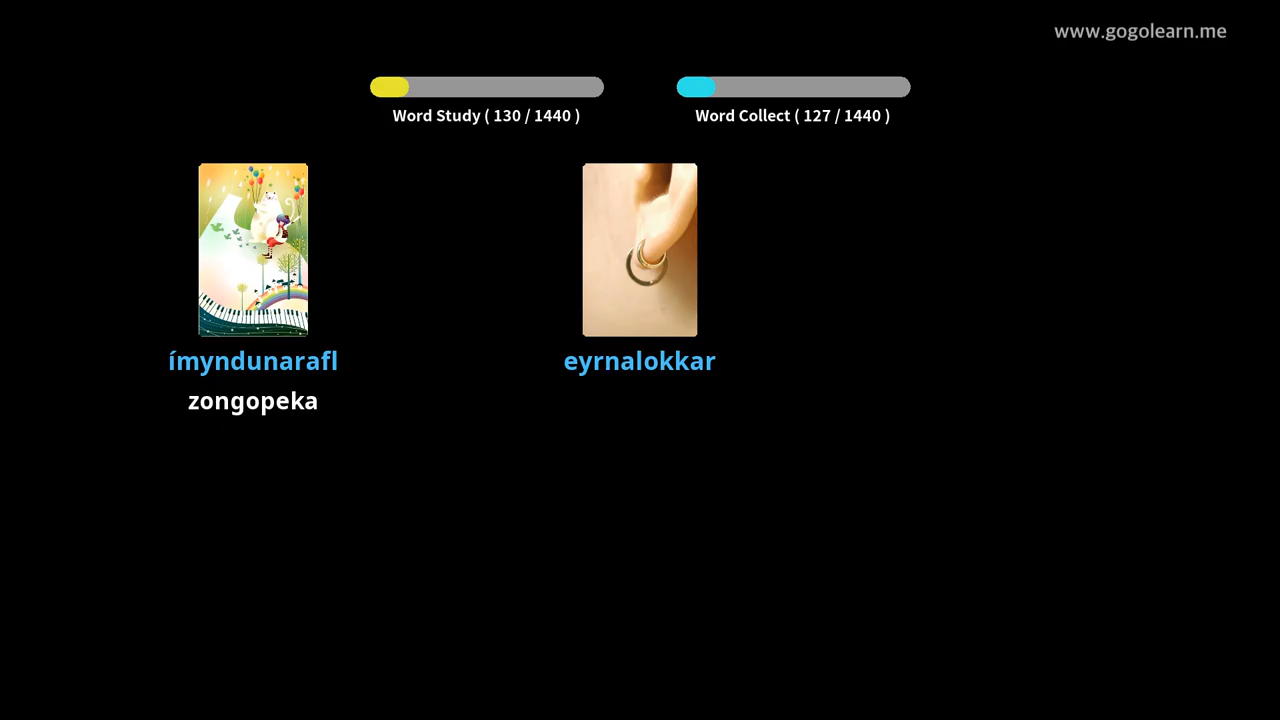 www.gogolearn.me
Word Study ( 130 / 1440 )
Word Collect ( 127 / 1440 )
ímyndunarafl
zongopeka
eyrnalokkar